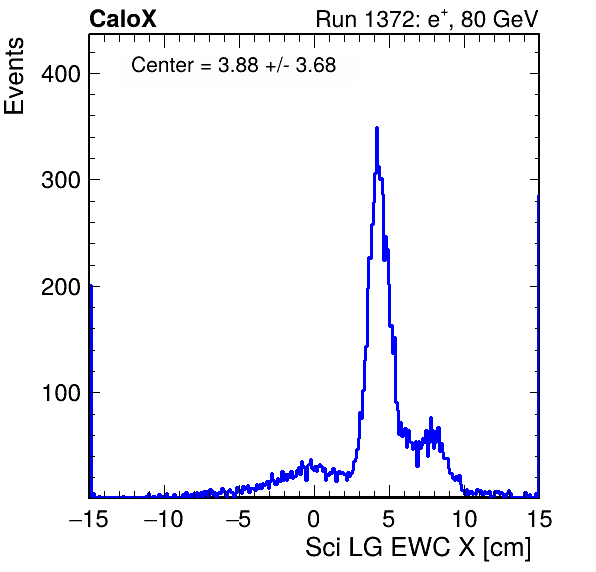 CaloX Run 1372: e⁺, 80 GeV
Center = 3.88 +/- 3.68
Events
400
300
200
100
−15 −10 −5 0 5 10 15
Sci LG EWC X [cm]